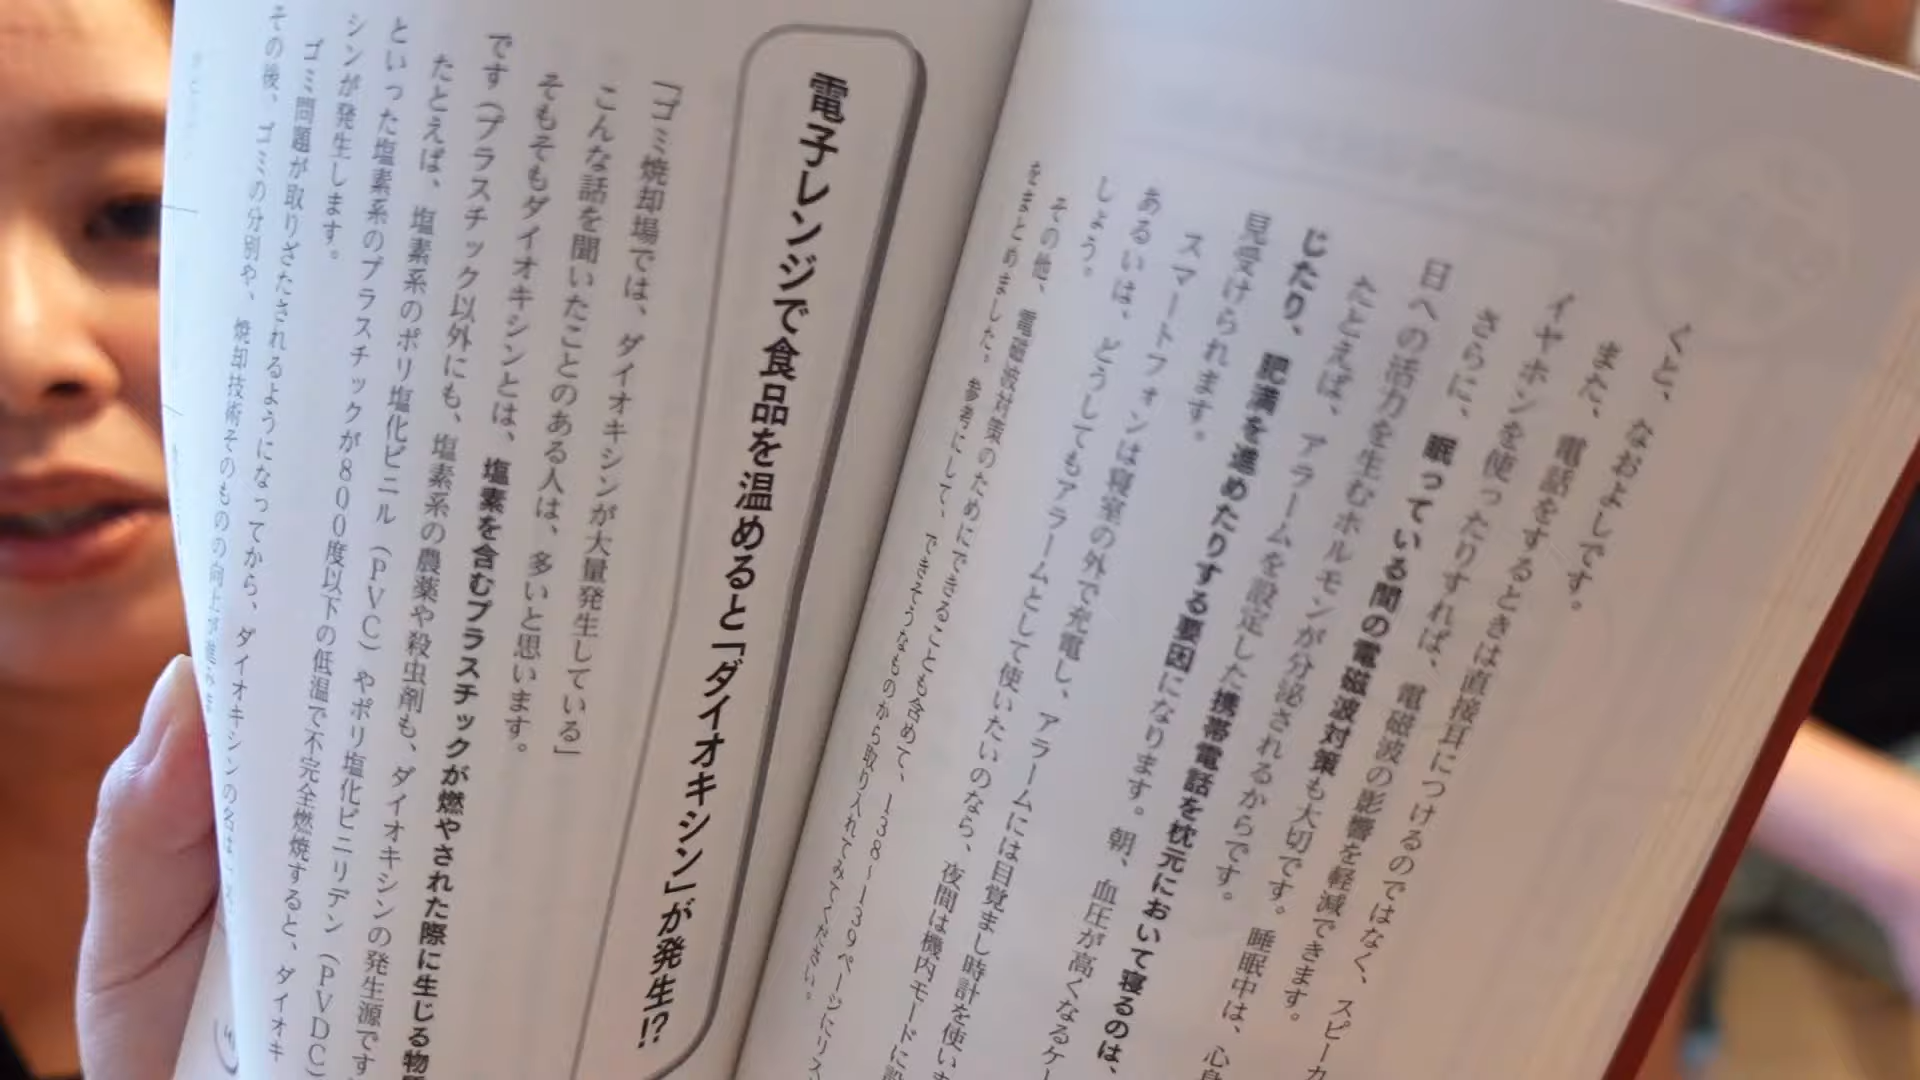 くと、なおよしです。
また、電話をするときは直接耳につけるのではなく、スピーカ
イヤホンを使ったりすれば、電磁波の影響を軽減できます。
さらに、眠っている間の電磁波対策も大切です。睡眠中は、心身
日への活力を生むホルモンが分泌されるからです。
たとえば、アラームを設定した携帯電話を枕元において寝るのは、
じたり、肥満を進めたりする要因になります。朝、血圧が高くなるケー
見受けられます。
スマートフォンは寝室の外で充電し、アラームには目覚まし時計を使いま
あるいは、どうしてもアラームとして使いたいのなら、夜間は機内モードに設
しょう。
その他、電磁波対策のためにできることも含めて、138〜139ページにリス
をまとめました。参考にして、できそうなものから取り入れてみてください。
電子レンジで食品を温めると「ダイオキシン」が発生!?
「ゴミ焼却場では、ダイオキシンが大量発生している」
こんな話を聞いたことのある人は、多いと思います。
そもそもダイオキシンとは、塩素を含むプラスチックが燃やされた際に生じる物質
です（プラスチック以外にも、塩素系の農薬や殺虫剤も、ダイオキシンの発生源です
たとえば、塩素系のポリ塩化ビニル（PVC）やポリ塩化ビニリデン（PVDC）
といった塩素系のプラスチックが800度以下の低温で不完全燃焼すると、ダイオキ
シンが発生します。
ゴミ問題が取りざたされるようになってから、ダイオキシンの名は
その後、ゴミの分別や、焼却技術そのものの向上が進み